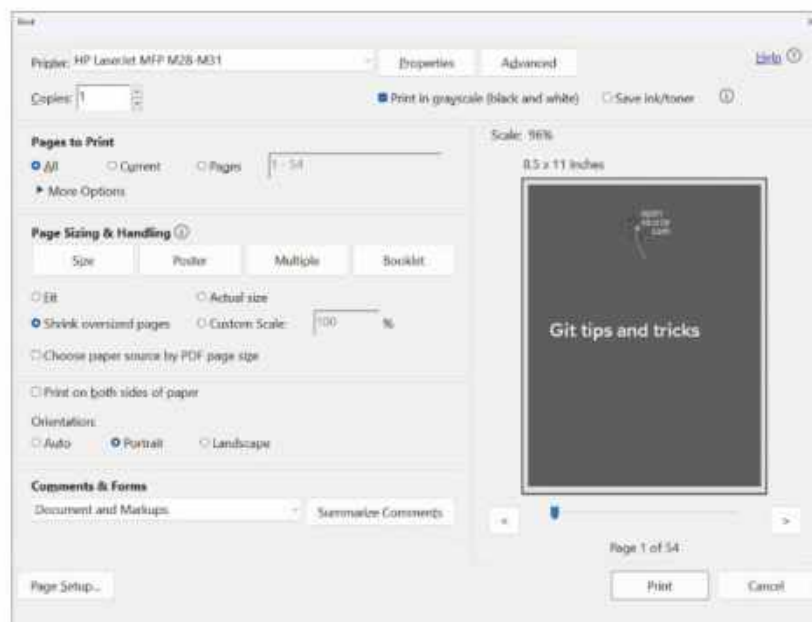 Print
Printer: HP LaserJet MFP M28-M31
Properties
Advanced
Help
Copies: 1
Print in grayscale (black and white)
Save ink/toner
Pages to Print
All
Current
Pages
1 - 54
More Options
Scale: 96%
8.5 x 11 Inches
Page Sizing & Handling
Size
Poster
Multiple
Booklet
Fit
Actual size
Shrink oversized pages
Custom Scale:
100
%
Choose paper source by PDF page size
Git tips and tricks
Print on both sides of paper
Orientation:
Auto
Portrait
Landscape
Comments & Forms
Document and Markups
Summarize Comments
<
>
Page 1 of 54
Page Setup...
Print
Cancel